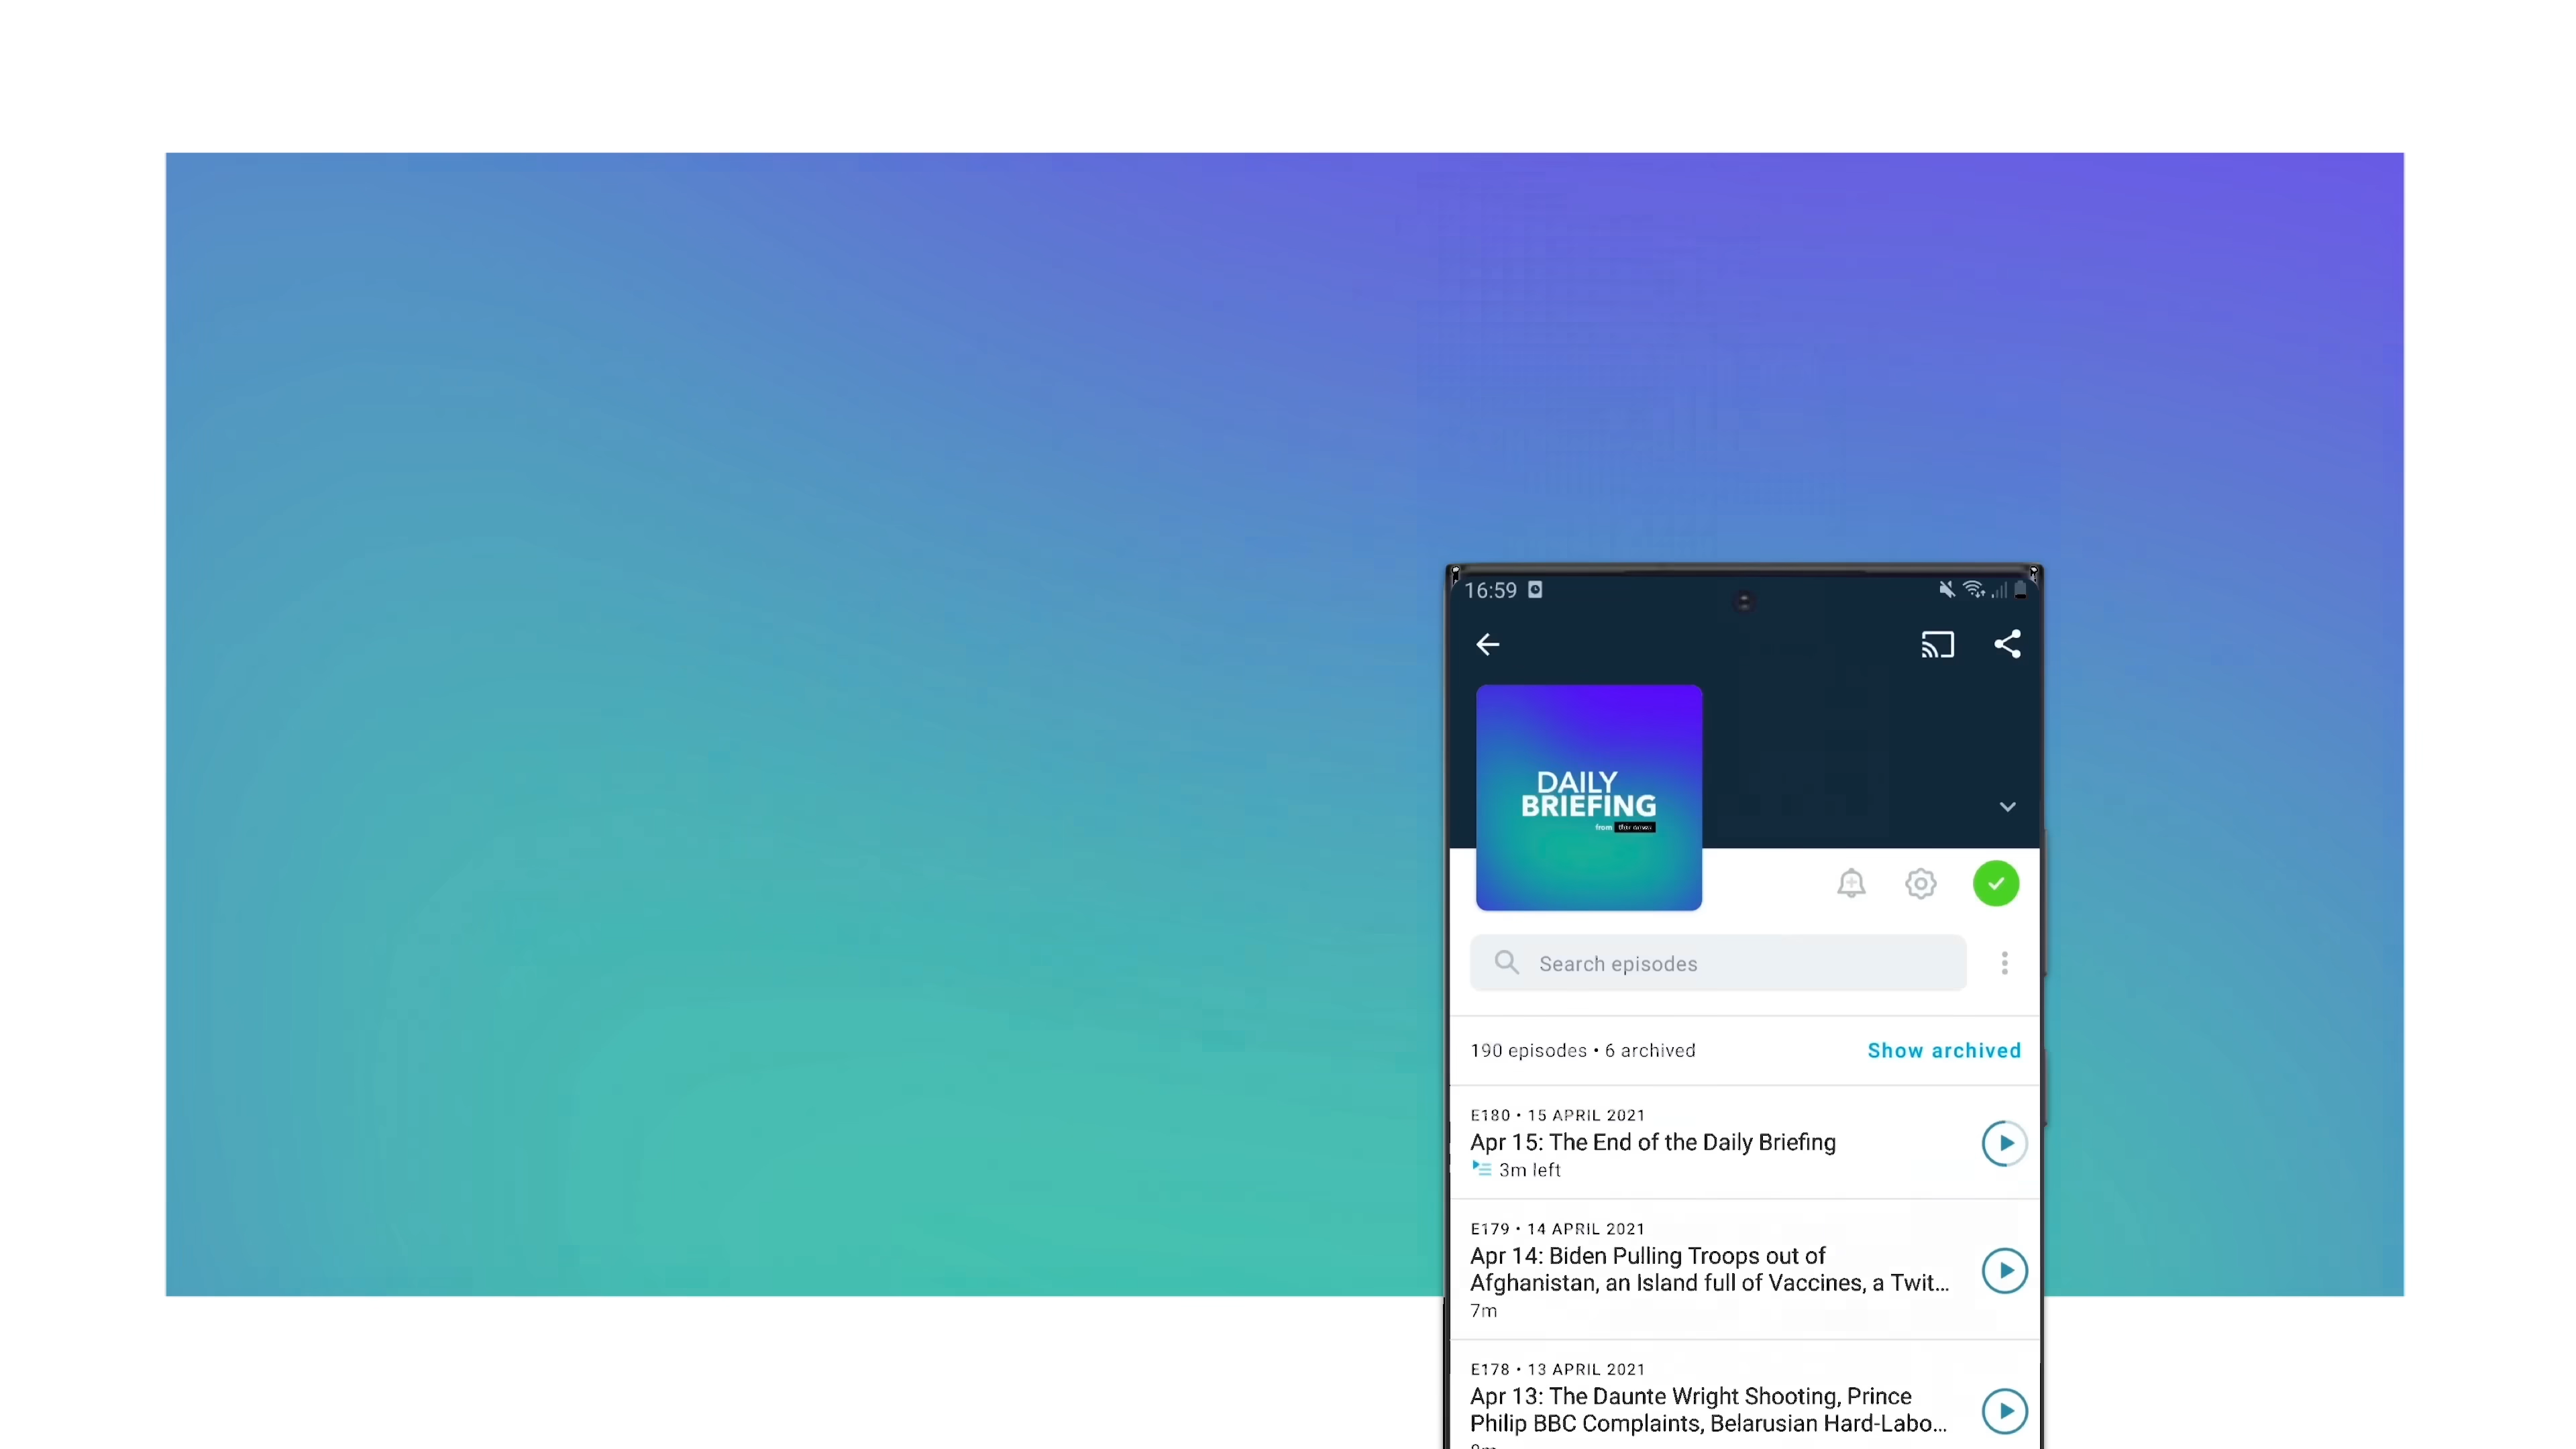 16:59
DAILY
BRIEFING
from
Search episodes
190 episodes • 6 archived
Show archived
E180 • 15 APRIL 2021
Apr 15: The End of the Daily Briefing
3m left
E179 • 14 APRIL 2021
Apr 14: Biden Pulling Troops out of
Afghanistan, an Island full of Vaccines, a Twit...
7m
E178 • 13 APRIL 2021
Apr 13: The Daunte Wright Shooting, Prince
Philip BBC Complaints, Belarusian Hard-Labo...